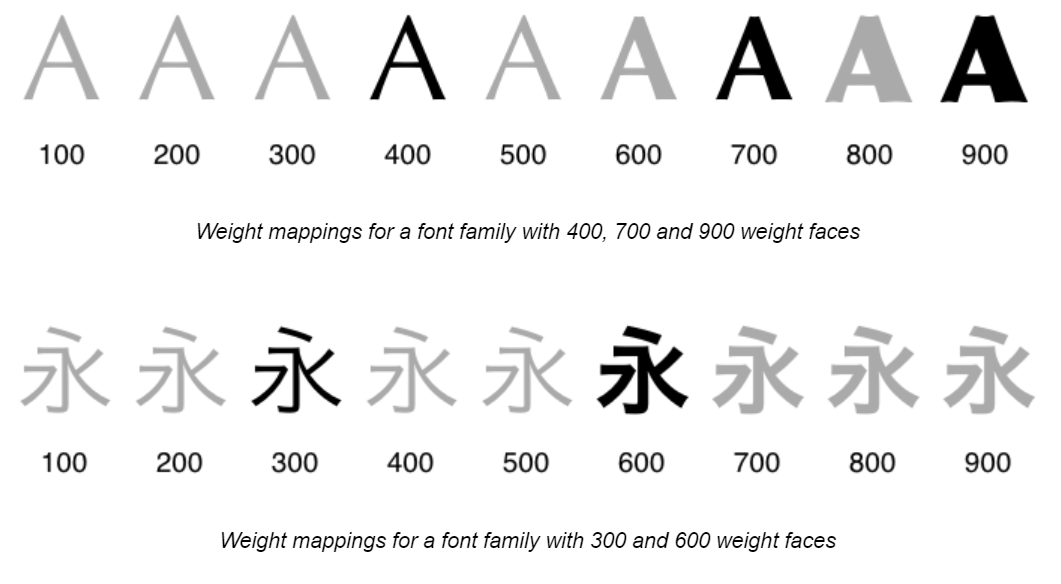 A A A A A A A A A
100 200 300 400 500 600 700 800 900
Weight mappings for a font family with 400, 700 and 900 weight faces
永 永 永 永 永 永 永 永 永
100 200 300 400 500 600 700 800 900
Weight mappings for a font family with 300 and 600 weight faces